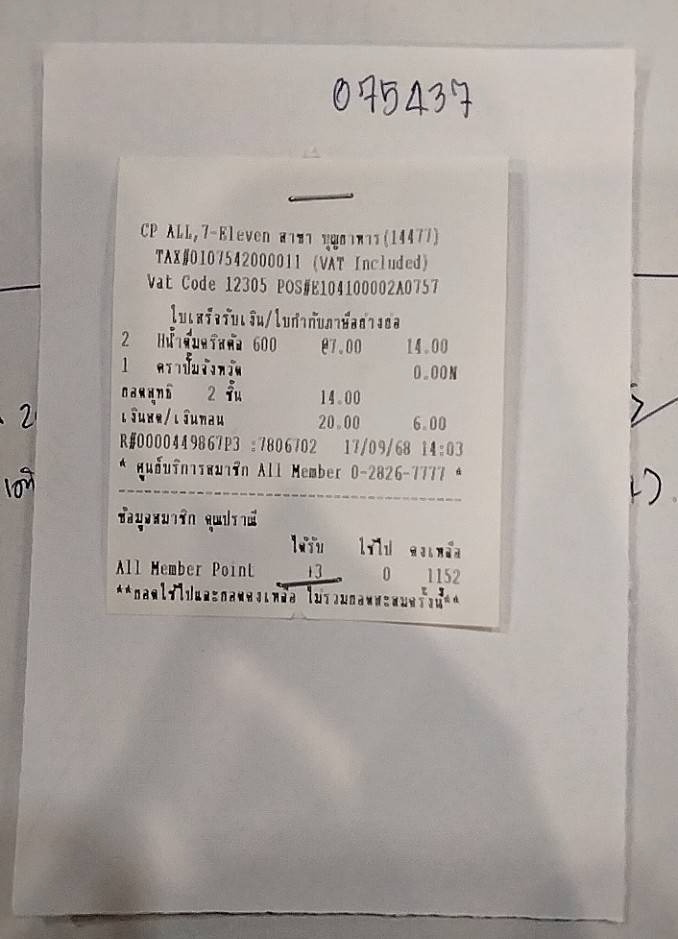 075437
CP ALL,7-Eleven สาขา บุญอาหาร(14477)
TAX#0107542000011 (VAT Included)
Vat Code 12305 POS#E104100002A0757
ใบเสร็จรับเงิน/ใบกำกับภาษีอย่างย่อ
2 Hน้ำดื่มคริสตัล 600 @7.00 14.00
1 ตราปั๊มจังหวัด 0.00N
ยอดสุทธิ 2 ชิ้น 14.00
เงินสด/เงินทอน 20.00 6.00
R#0000449867P3 :7806702 17/09/68 14:03
* ศูนย์บริการสมาชิก All Member 0-2826-7777 *
ข้อมูลสมาชิก คุณปราณี
ได้รับ ใช้ไป คงเหลือ
All Member Point +3 0 1152
**ยอดใช้ไปและยอดคงเหลือ ไม่รวมยอดสะสมครั้งนี้**
2